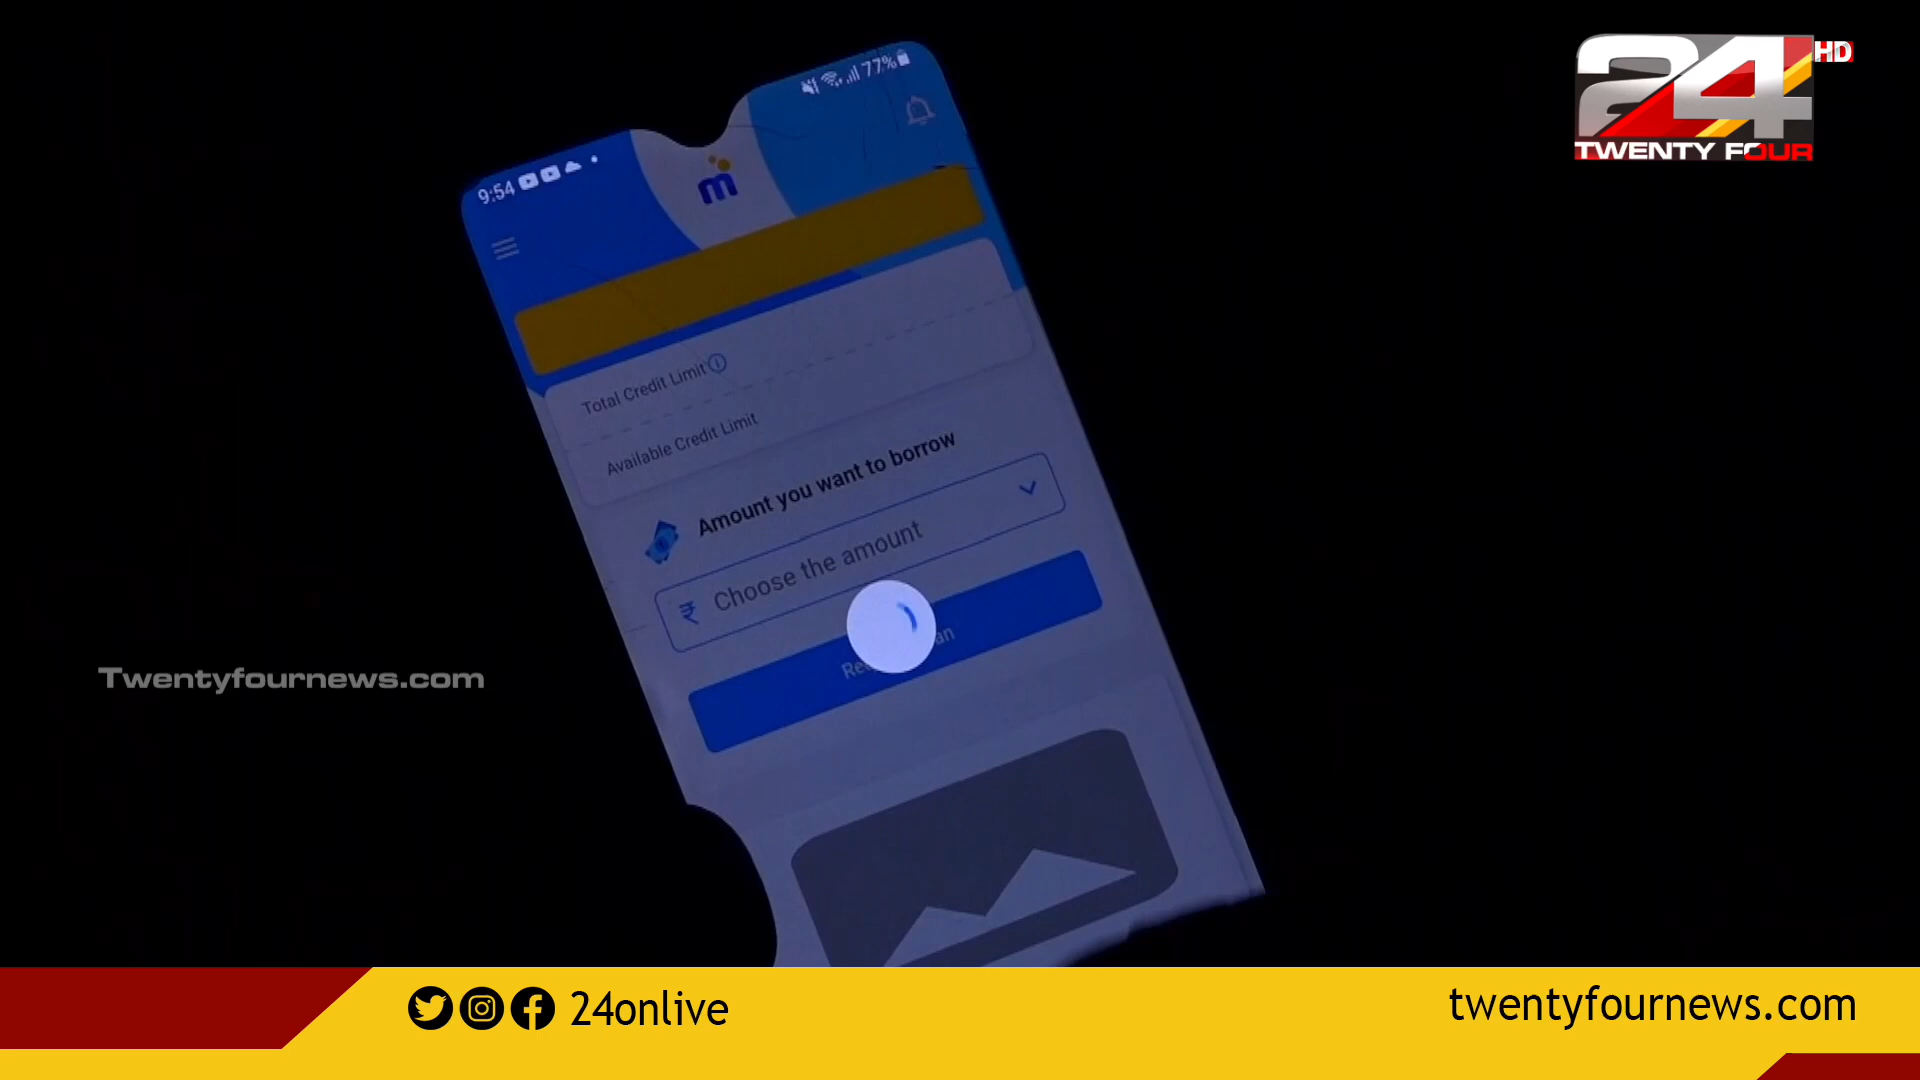 24 HD
TWENTY FOUR
9:54
77%
m
Total Credit Limit
Available Credit Limit
Amount you want to borrow
₹ Choose the amount
Twentyfournews.com
24onlive
twentyfournews.com